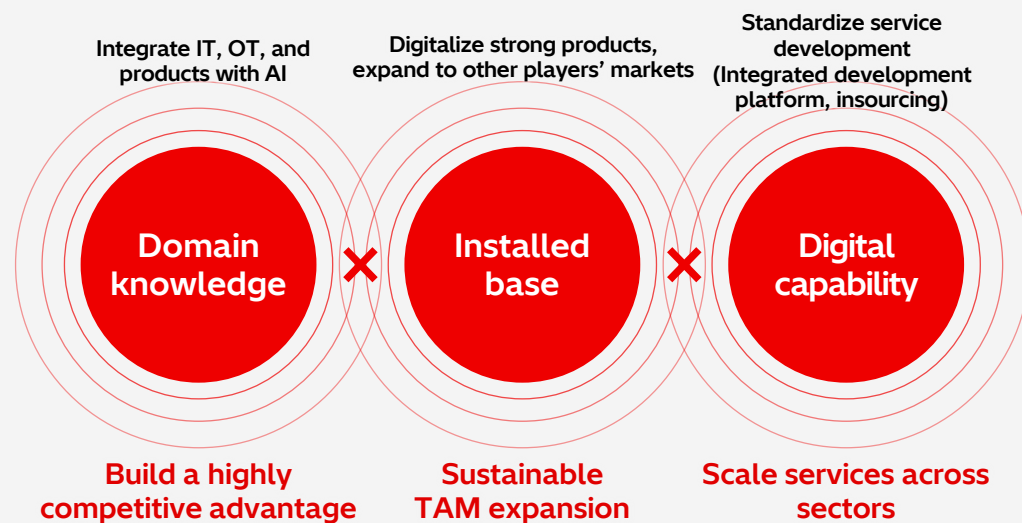 Integrate IT, OT, and
products with AI
Digitalize strong products,
expand to other players’ markets
Standardize service
development
(Integrated development
platform, insourcing)
Domain
knowledge
×
Installed
base
×
Digital
capability
Build a highly
competitive advantage
Sustainable
TAM expansion
Scale services across
sectors